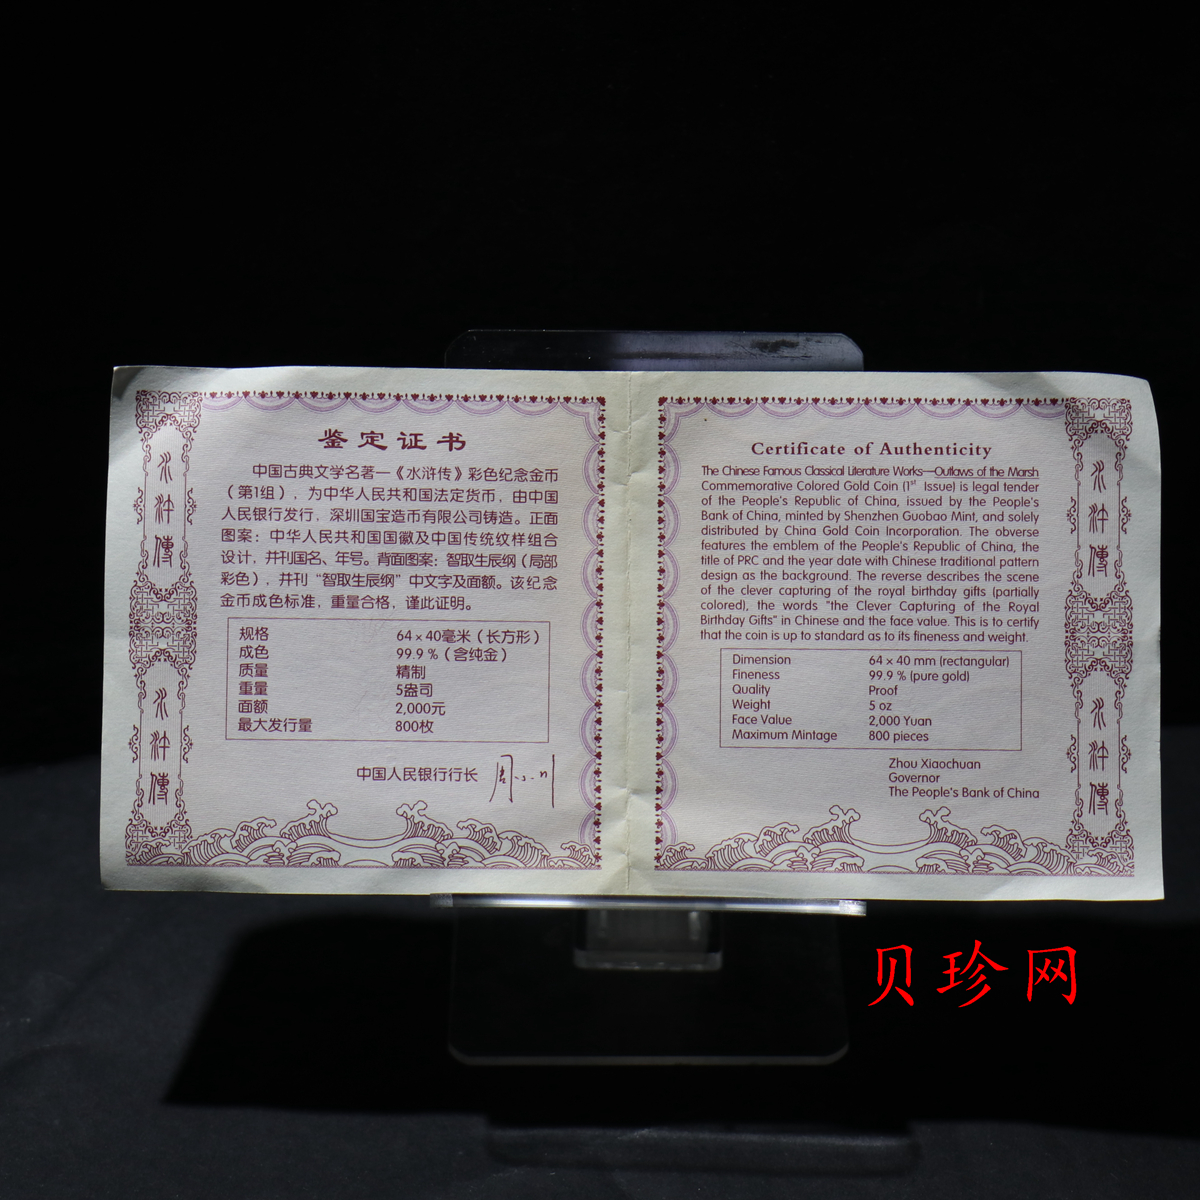 鉴定证书
中国古典文学名著—《水浒传》彩色纪念金币
（第1组），为中华人民共和国法定货币，由中国
人民银行发行，深圳国宝造币有限公司铸造。正面
图案：中华人民共和国国徽及中国传统纹样组合
设计，并刊国名、年号。背面图案：智取生辰纲（局部
彩色），并刊“智取生辰纲”中文字及面额。该纪念
金币成色标准，重量合格，谨此证明。
规格 64×40毫米（长方形）
成色 99.9%（含纯金）
质量 精制
重量 5盎司
面额 2,000元
最大发行量 800枚
中国人民银行行长 周小川
水浒傳
水浒傳
Certificate of Authenticity
The Chinese Famous Classical Literature Works—Outlaws of the Marsh
Commemorative Colored Gold Coin (1st Issue) is legal tender
of the People's Republic of China, issued by the People's
Bank of China, minted by Shenzhen Guobao Mint, and solely
distributed by China Gold Coin Incorporation. The obverse
features the emblem of the People's Republic of China, the
title of PRC and the year date with Chinese traditional pattern
design as the background. The reverse describes the scene
of the clever capturing of the royal birthday gifts (partially
colored), the words "the Clever Capturing of the Royal
Birthday Gifts" in Chinese and the face value. This is to certify
that the coin is up to standard as to its fineness and weight.
Dimension 64 × 40 mm (rectangular)
Fineness 99.9 % (pure gold)
Quality Proof
Weight 5 oz
Face Value 2,000 Yuan
Maximum Mintage 800 pieces
Zhou Xiaochuan
Governor
The People's Bank of China
水浒傳
水浒傳
贝珍网